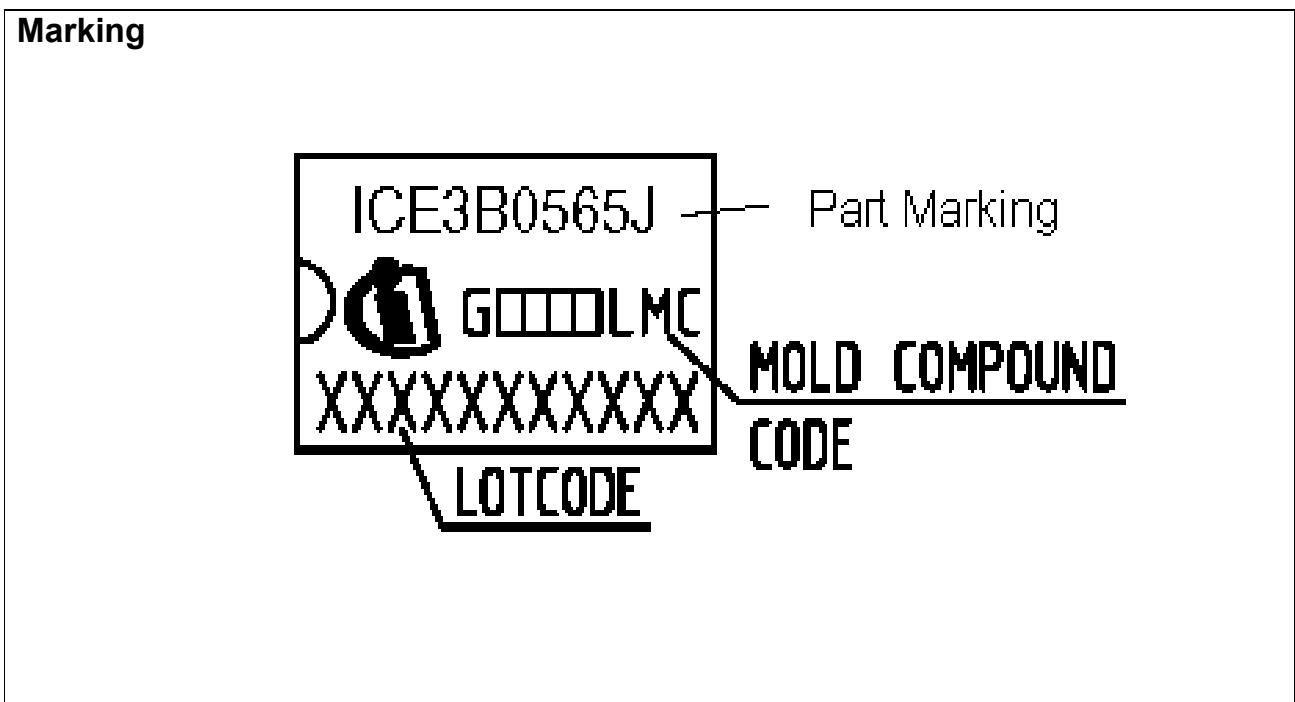 Marking
ICE3B0565J
Part Marking
G□□□□LMC
MOLD COMPOUND
CODE
XXXXXXXXXXX
LOTCODE